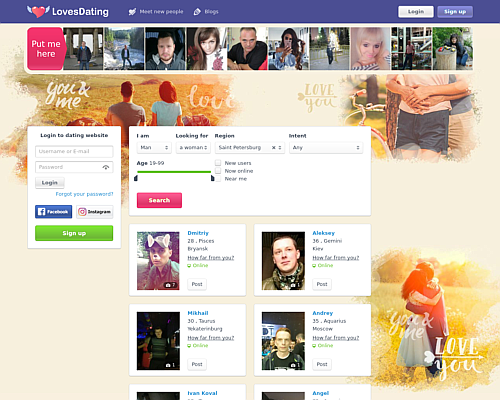 LovesDating
Meet new people
Blogs
Login
Sign up
Put me
here
you &
me
love
LOVE
you
Login to dating website
Username or E-mail
Password
Login
Forgot your password?
Facebook
Instagram
Sign up
I am
Looking for
Region
Intent
Man
a woman
Saint Petersburg
Any
Age 19-99
New users
Now online
Near me
Search
Dmitriy
28 , Pisces
Bryansk
How far from you?
Online
7
Post
Aleksey
36 , Gemini
Kiev
How far from you?
Online
1
Post
Mikhail
30 , Taurus
Yekaterinburg
How far from you?
Online
1
Post
Andrey
35 , Aquarius
Moscow
How far from you?
Online
1
Post
you &
me
LOVE
you
Ivan Koval
Angel